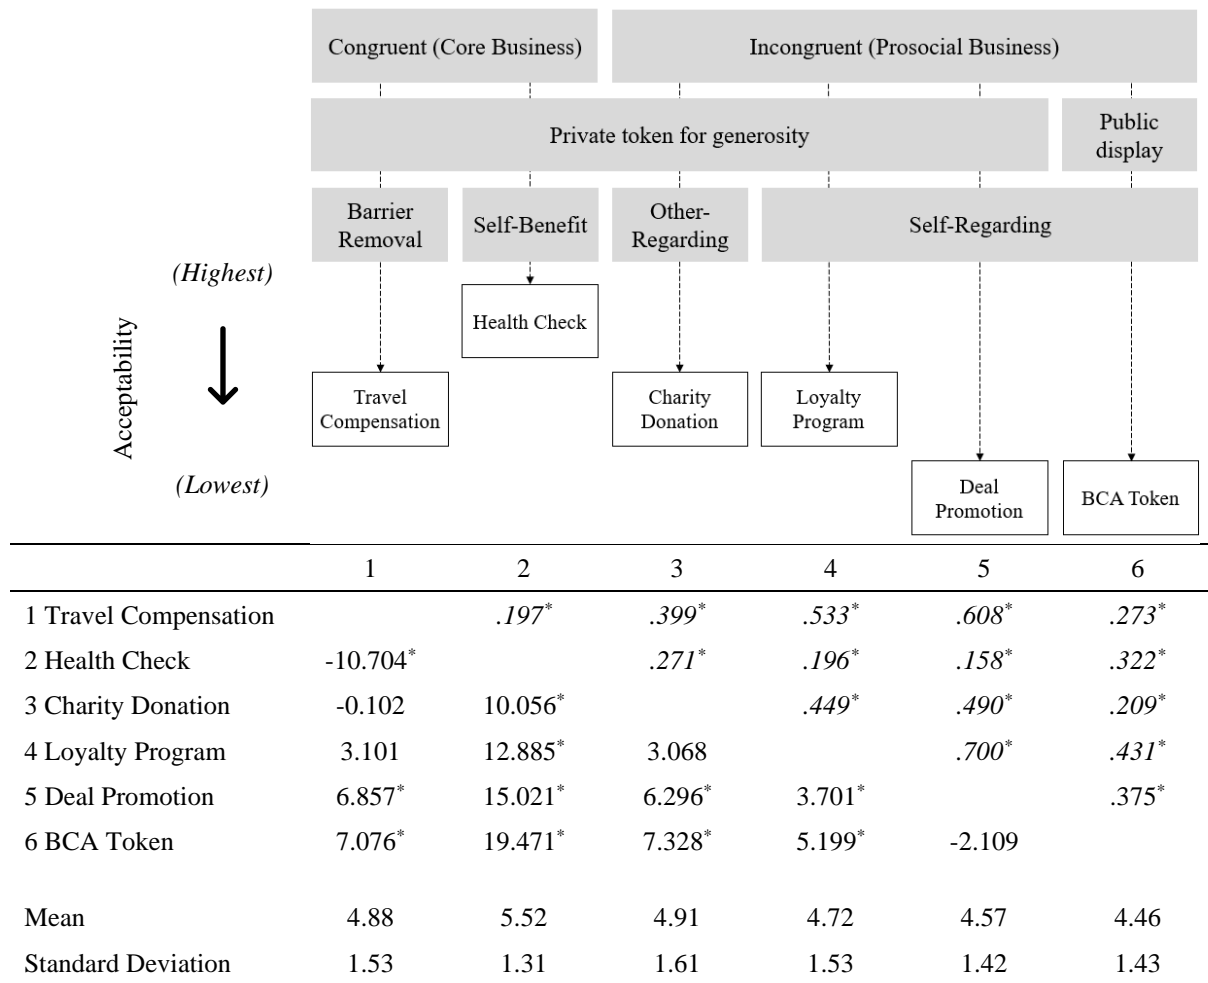 Congruent (Core Business) Incongruent (Prosocial Business)
Private token for generosity Public
display
Barrier
Removal Self-Benefit Other-
Regarding Self-Regarding
(Highest)
Health Check
Acceptability
Travel
Compensation Charity
Donation Loyalty
Program
(Lowest)
Deal
Promotion BCA Token
1 2 3 4 5 6
1 Travel Compensation .197* .399* .533* .608* .273*
2 Health Check -10.704* .271* .196* .158* .322*
3 Charity Donation -0.102 10.056* .449* .490* .209*
4 Loyalty Program 3.101 12.885* 3.068 .700* .431*
5 Deal Promotion 6.857* 15.021* 6.296* 3.701* .375*
6 BCA Token 7.076* 19.471* 7.328* 5.199* -2.109
Mean 4.88 5.52 4.91 4.72 4.57 4.46
Standard Deviation 1.53 1.31 1.61 1.53 1.42 1.43